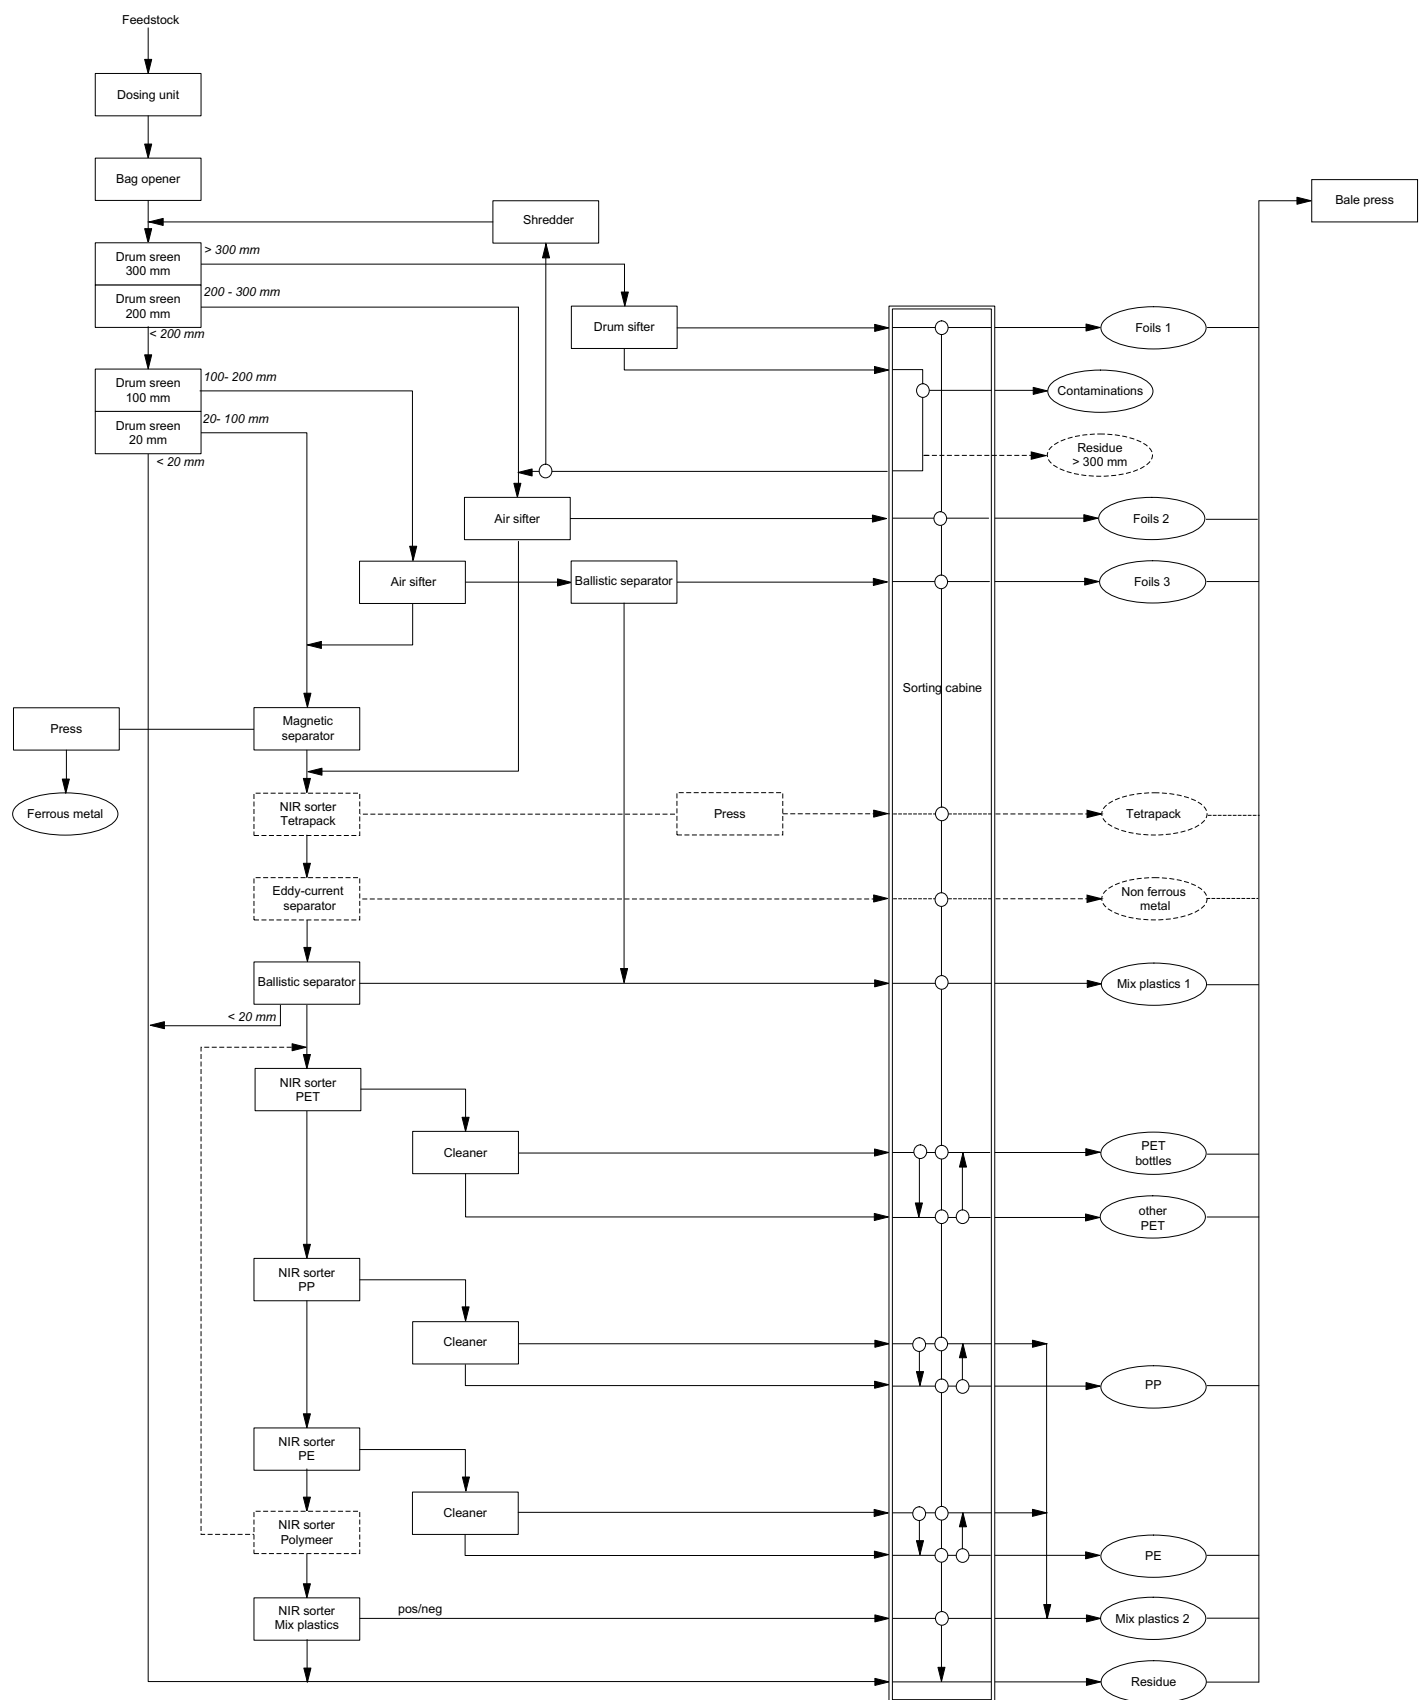 Feedstock
Dosing unit
Bag opener
Bale press
Shredder
> 300 mm
Drum sreen
300 mm
200 - 300 mm
Drum sreen
200 mm
< 200 mm
Drum sifter
Foils 1
100- 200 mm
Drum sreen
100 mm
Contaminations
20- 100 mm
Drum sreen
20 mm
< 20 mm
Residue
> 300 mm
Air sifter
Foils 2
Air sifter
Ballistic separator
Foils 3
Sorting cabine
Press
Magnetic
separator
Ferrous metal
NIR sorter
Tetrapack
Press
Tetrapack
Eddy-current
separator
Non ferrous
metal
Ballistic separator
Mix plastics 1
< 20 mm
NIR sorter
PET
Cleaner
PET
bottles
other
PET
NIR sorter
PP
Cleaner
PP
NIR sorter
PE
Cleaner
NIR sorter
Polymeer
PE
NIR sorter
Mix plastics
pos/neg
Mix plastics 2
Residue